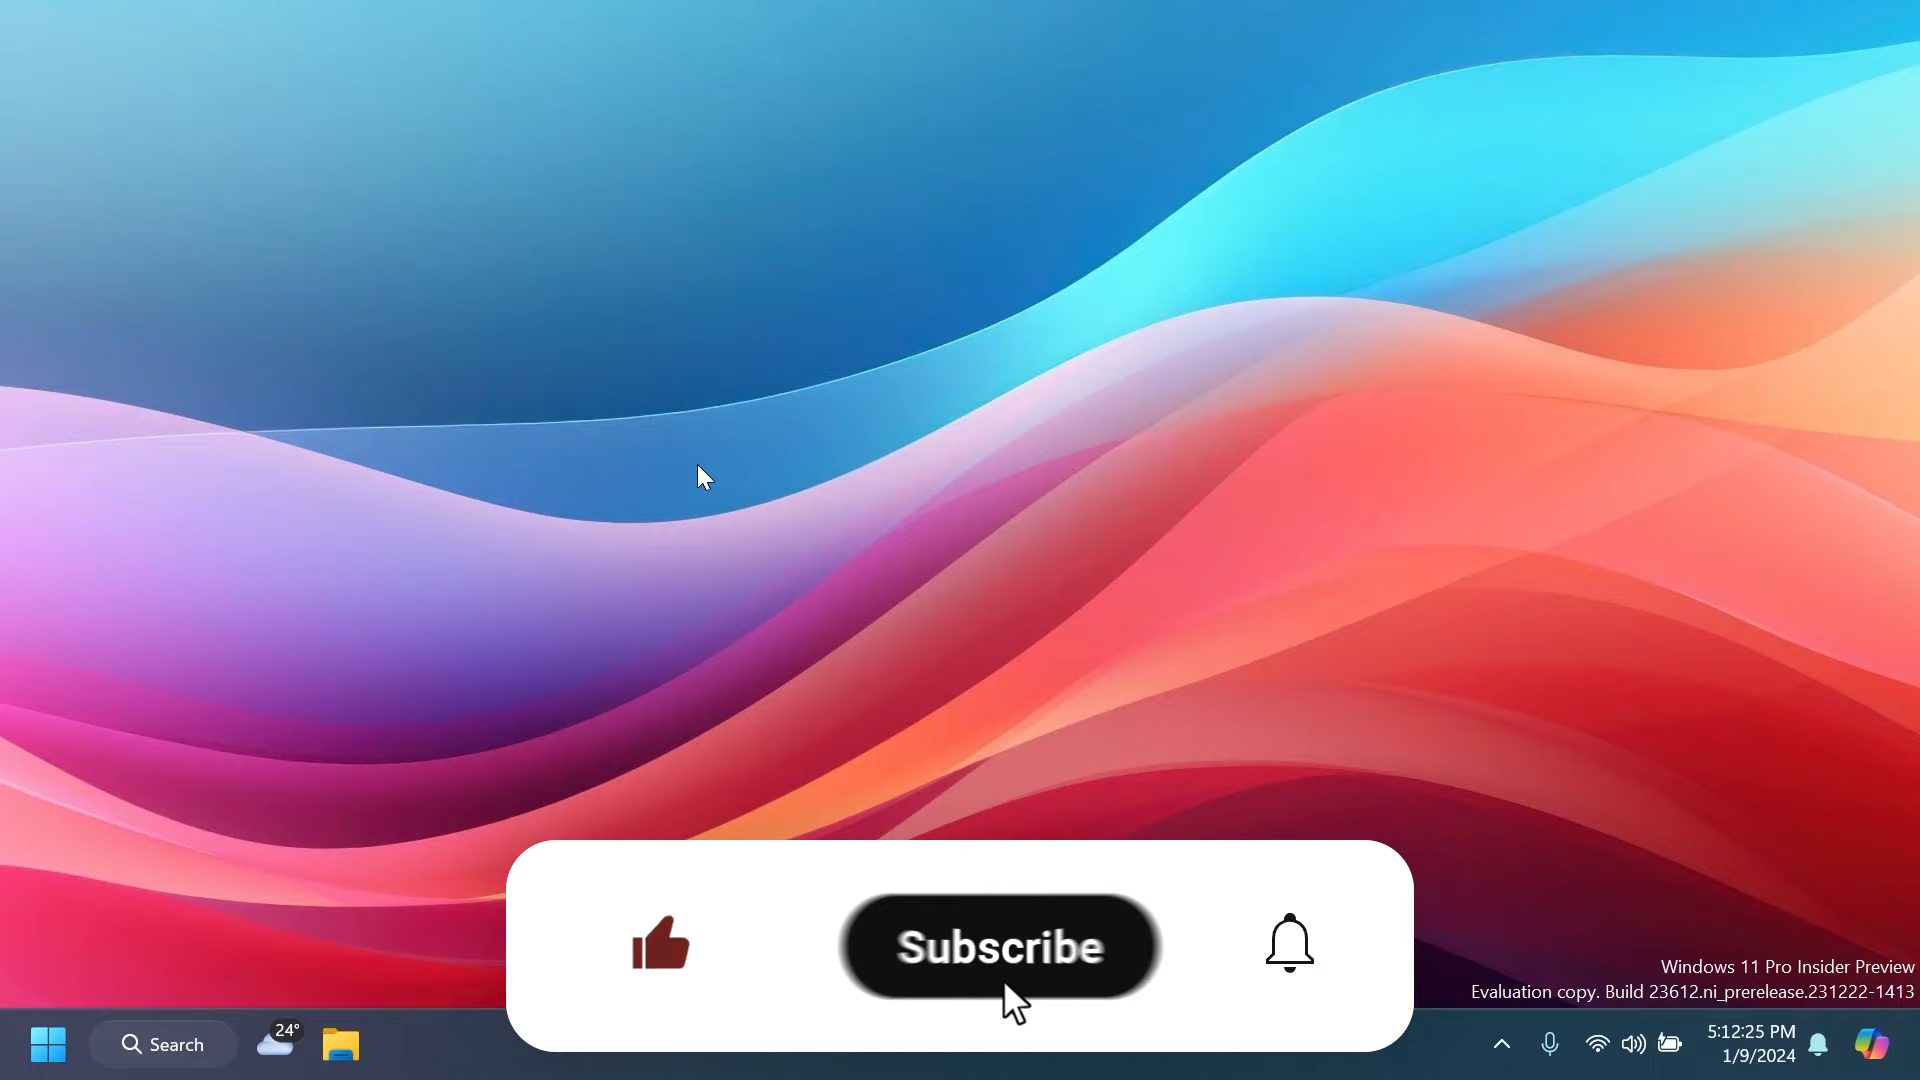 Subscribe
Windows 11 Pro Insider Preview
Evaluation copy. Build 23612.ni_prerelease.231222-1413
Search
24°
5:12:25 PM
1/9/2024